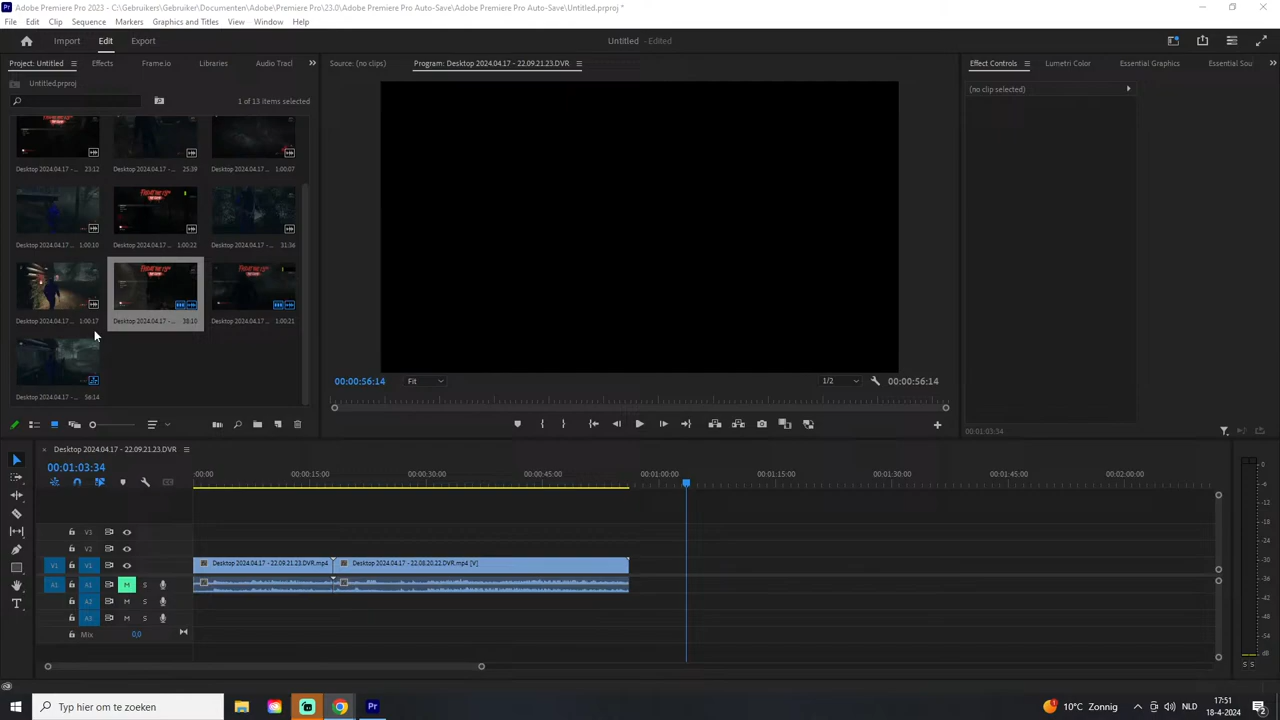 Adobe Premiere Pro 2023 - C:\Gebruikers\Gebruiker\Documenten\Adobe\Premiere Pro\23.0\Adobe Premiere Pro Auto-Save\Adobe Premiere Pro Auto-Save\Untitled.prproj *
File Edit Clip Sequence Markers Graphics and Titles View Window Help
Import Edit Export
Untitled - Edited
Project: Untitled Effects Frame.io Libraries Audio Tracl
Source: (no clips) Program: Desktop 2024.04.17 - 22.09.21.23.DVR
Effect Controls Lumetri Color Essential Graphics Essential Sou
Untitled.prproj
(no clip selected)
1 of 13 items selected
Desktop 2024.04.17 -... 23:12 Desktop 2024.04.17 -... 25:39 Desktop 2024.04.17 ... 1:00:07
Desktop 2024.04.17 ... 1:00:10 Desktop 2024.04.17 ... 1:00:22 Desktop 2024.04.17 -... 31:36
Desktop 2024.04.17 ... 1:00:17 Desktop 2024.04.17 -... 38:10 Desktop 2024.04.17 ... 1:00:21
Desktop 2024.04.17 -... 56:14
00:00:56:14 Fit 1/2 00:00:56:14
00:01:03:34
Desktop 2024.04.17 - 22.09.21.23.DVR
00:01:03:34
:00:00 00:00:15:00 00:00:30:00 00:00:45:00 00:01:00:00 00:01:15:00 00:01:30:00 00:01:45:00 00:02:00:00
V3
V2
V1 V1 Desktop 2024.04.17 - 22.09.21.23.DVR.mp4 Desktop 2024.04.17 - 22.08.20.22.DVR.mp4 [V]
A1 A1 M S
A2 M S
A3 M S
Mix 0,0
dB
S S
Typ hier om te zoeken
10°C Zonnig NLD
17:51
18-4-2024